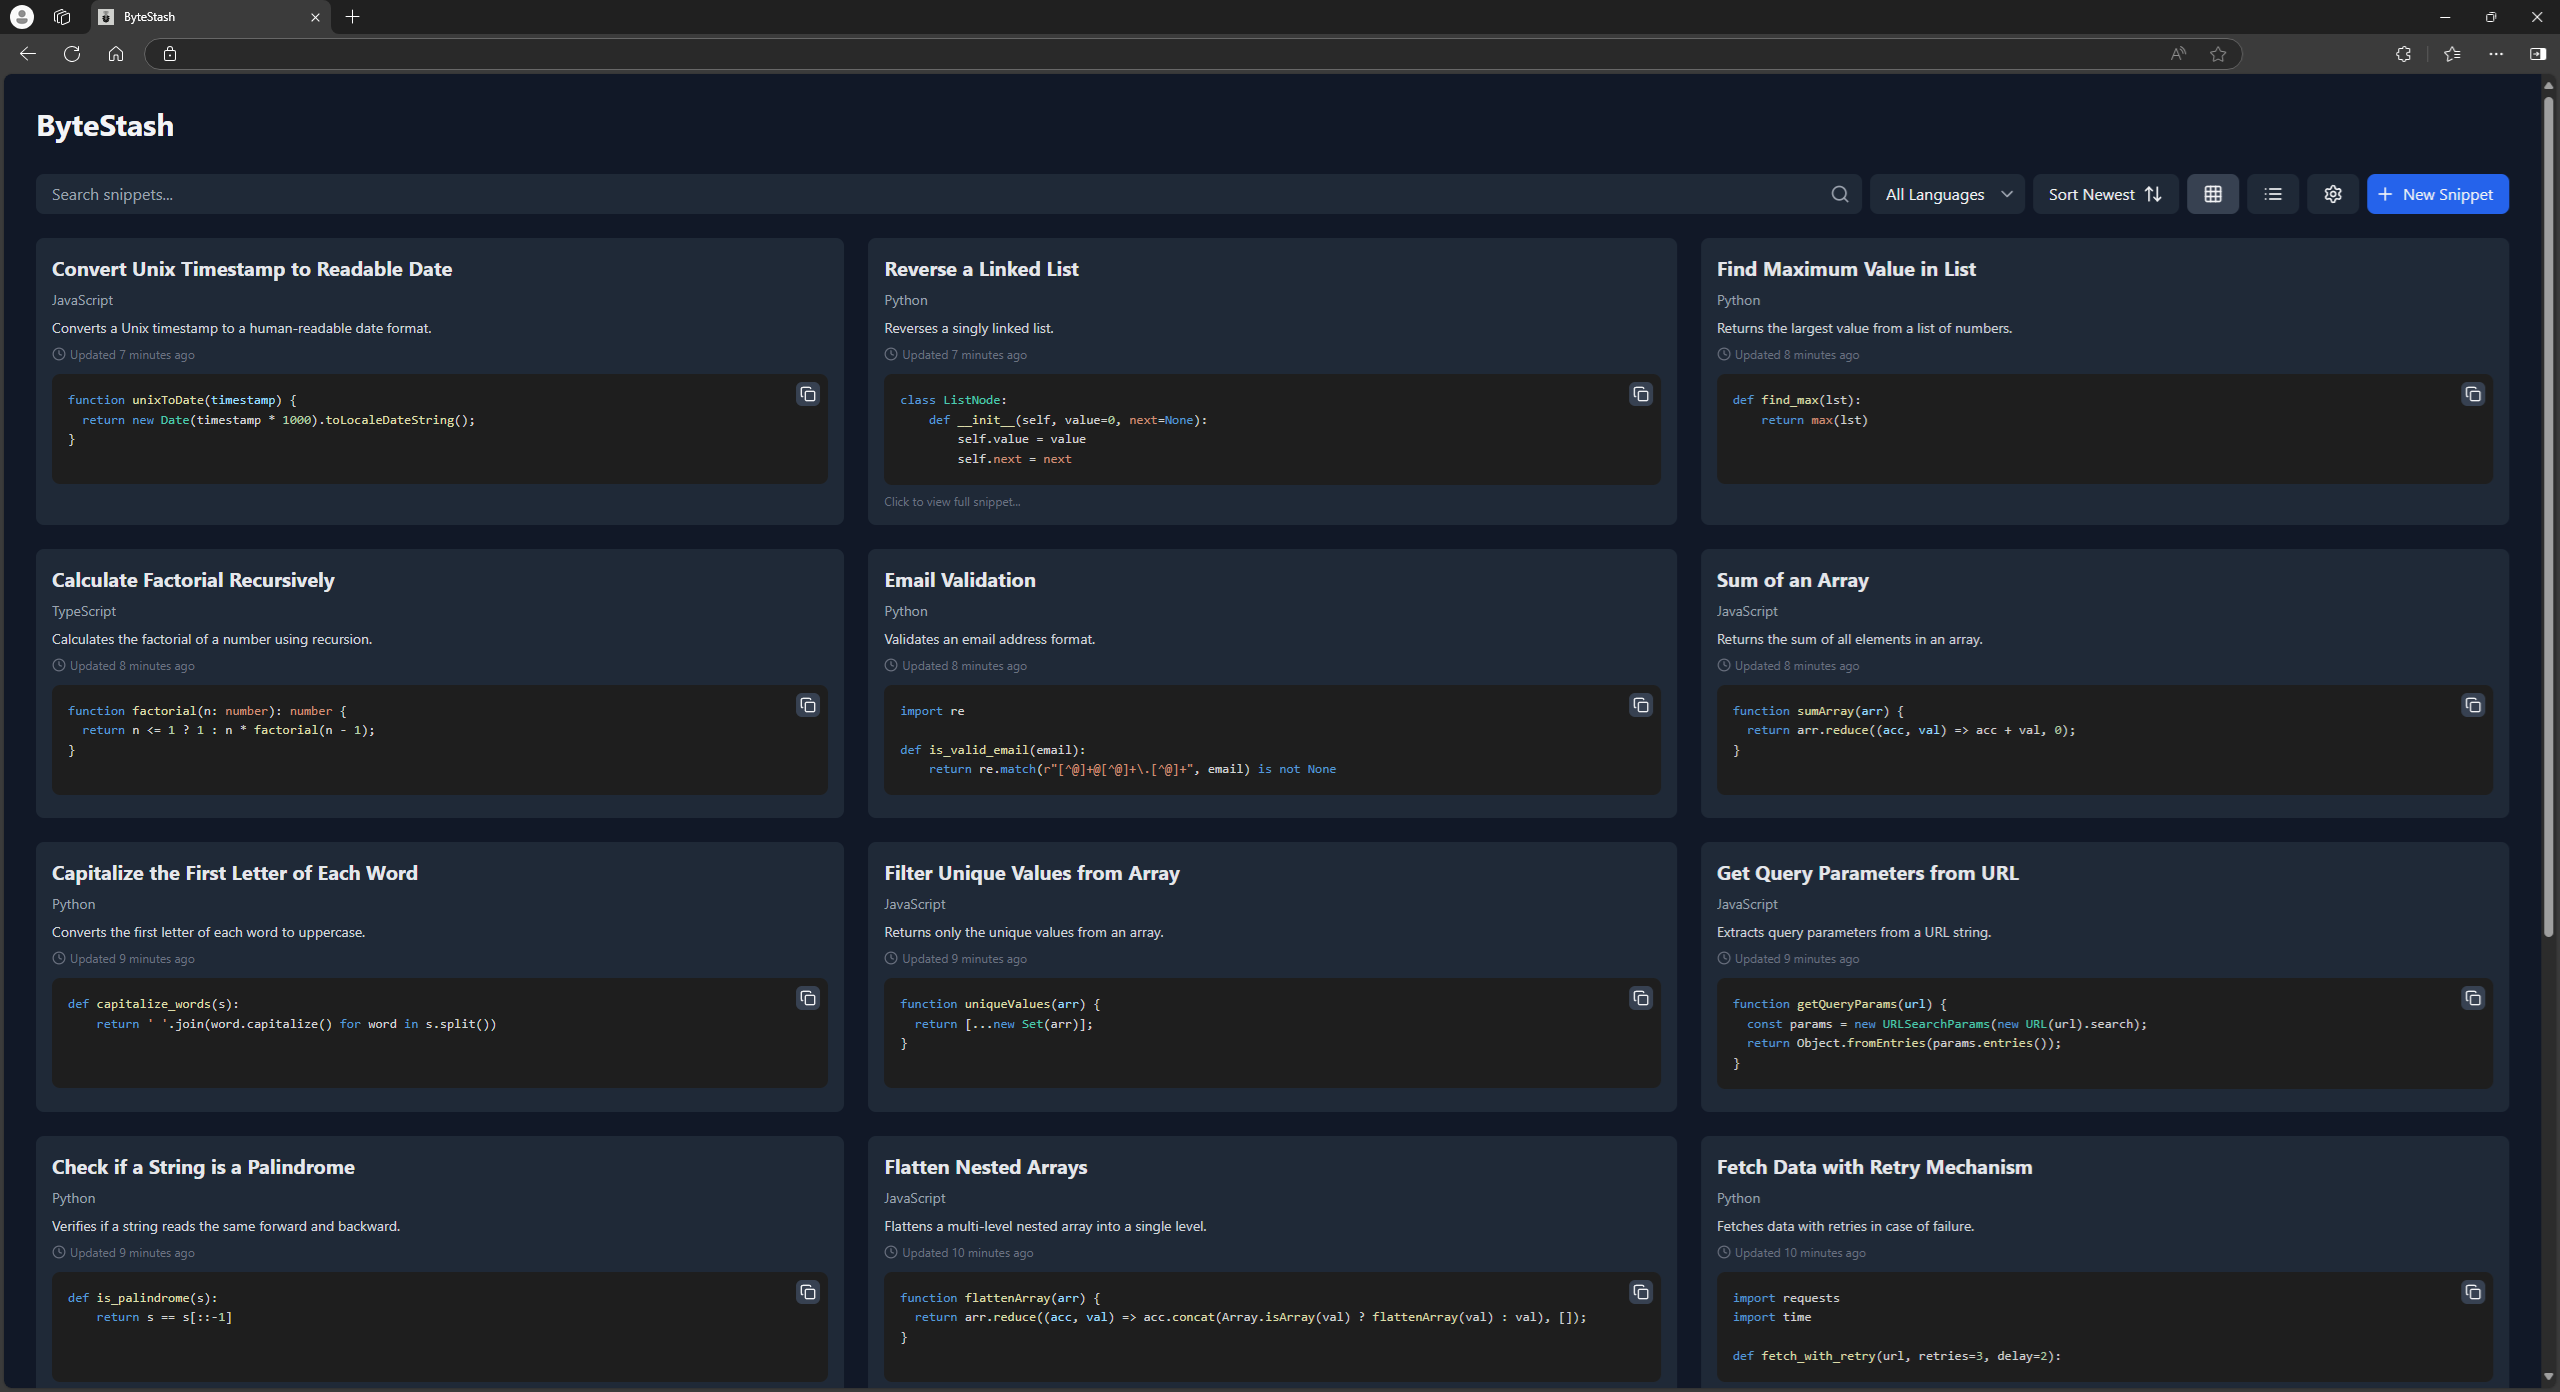 ByteStash
ByteStash
Search snippets...
All Languages
Sort Newest
New Snippet
Convert Unix Timestamp to Readable Date
JavaScript
Converts a Unix timestamp to a human-readable date format.
Updated 7 minutes ago
function unixToDate(timestamp) {
  return new Date(timestamp * 1000).toLocaleDateString();
}
Reverse a Linked List
Python
Reverses a singly linked list.
Updated 7 minutes ago
class ListNode:
    def __init__(self, value=0, next=None):
        self.value = value
        self.next = next
Click to view full snippet...
Find Maximum Value in List
Python
Returns the largest value from a list of numbers.
Updated 8 minutes ago
def find_max(lst):
    return max(lst)
Calculate Factorial Recursively
TypeScript
Calculates the factorial of a number using recursion.
Updated 8 minutes ago
function factorial(n: number): number {
  return n <= 1 ? 1 : n * factorial(n - 1);
}
Email Validation
Python
Validates an email address format.
Updated 8 minutes ago
import re
def is_valid_email(email):
    return re.match(r"[^@]+@[^@]+\.[^@]+", email) is not None
Sum of an Array
JavaScript
Returns the sum of all elements in an array.
Updated 8 minutes ago
function sumArray(arr) {
  return arr.reduce((acc, val) => acc + val, 0);
}
Capitalize the First Letter of Each Word
Python
Converts the first letter of each word to uppercase.
Updated 9 minutes ago
def capitalize_words(s):
    return ' '.join(word.capitalize() for word in s.split())
Filter Unique Values from Array
JavaScript
Returns only the unique values from an array.
Updated 9 minutes ago
function uniqueValues(arr) {
  return [...new Set(arr)];
}
Get Query Parameters from URL
JavaScript
Extracts query parameters from a URL string.
Updated 9 minutes ago
function getQueryParams(url) {
  const params = new URLSearchParams(new URL(url).search);
  return Object.fromEntries(params.entries());
}
Check if a String is a Palindrome
Python
Verifies if a string reads the same forward and backward.
Updated 9 minutes ago
def is_palindrome(s):
    return s == s[::-1]
Flatten Nested Arrays
JavaScript
Flattens a multi-level nested array into a single level.
Updated 10 minutes ago
function flattenArray(arr) {
  return arr.reduce((acc, val) => acc.concat(Array.isArray(val) ? flattenArray(val) : val), []);
}
Fetch Data with Retry Mechanism
Python
Fetches data with retries in case of failure.
Updated 10 minutes ago
import requests
import time
def fetch_with_retry(url, retries=3, delay=2):